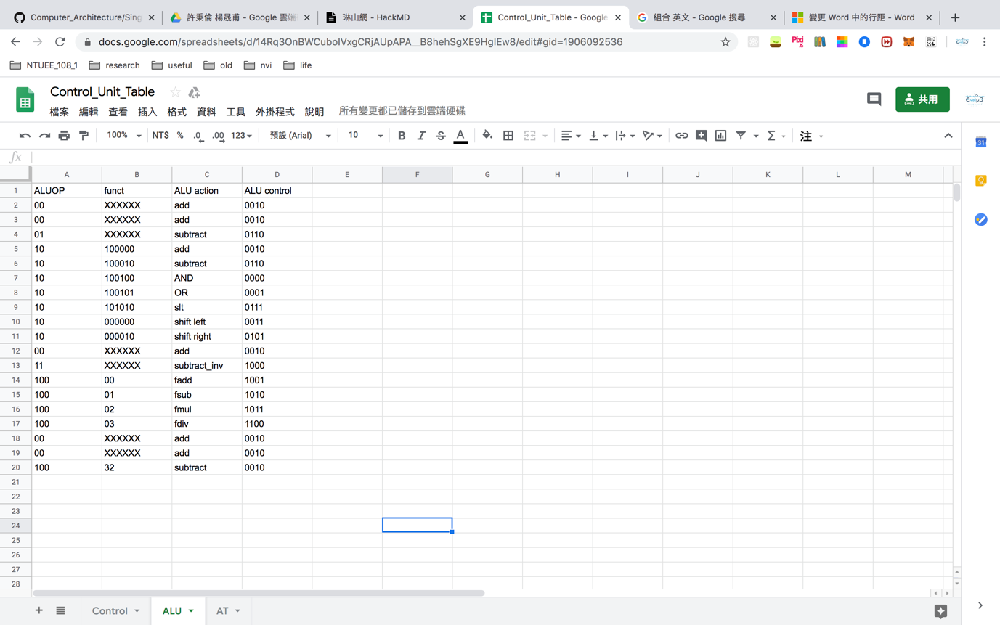 Computer_Architecture/Sing
許秉倫 楊晟甫 - Google 雲端
琳山網 - HackMD
Control_Unit_Table - Google
組合 英文 - Google 搜尋
變更 Word 中的行距 - Word
docs.google.com/spreadsheets/d/14Rq3OnBWCuboIVxgCRjAUpAPA__B8hehSgXE9HgIEw8/edit#gid=1906092536
NTUEE_108_1 research useful old nvi life
Control_Unit_Table
檔案 編輯 查看 插入 格式 資料 工具 外掛程式 說明 所有變更都已儲存到雲端硬碟
共用
100% NT$ % .0 .00 123 預設 (Arial) 10 B I S A Σ 注
31
fx
A B C D E F G H I J K L M
1 ALUOP funct ALU action ALU control
2 00 XXXXXX add 0010
3 00 XXXXXX add 0010
4 01 XXXXXX subtract 0110
5 10 100000 add 0010
6 10 100010 subtract 0110
7 10 100100 AND 0000
8 10 100101 OR 0001
9 10 101010 slt 0111
10 10 000000 shift left 0011
11 10 000010 shift right 0101
12 00 XXXXXX add 0010
13 11 XXXXXX subtract_inv 1000
14 100 00 fadd 1001
15 100 01 fsub 1010
16 100 02 fmul 1011
17 100 03 fdiv 1100
18 00 XXXXXX add 0010
19 00 XXXXXX add 0010
20 100 32 subtract 0010
21
22
23
24
25
26
27
28
Control ALU AT